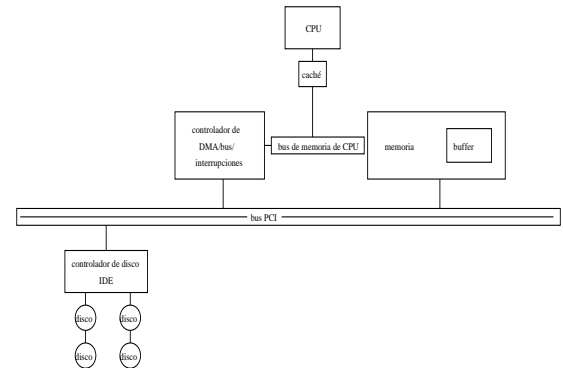 CPU
caché
controlador de
DMA/bus/
interrupciones
bus de memoria de CPU
memoria
buffer
bus PCI
controlador de disco
IDE
disco
disco
disco
disco